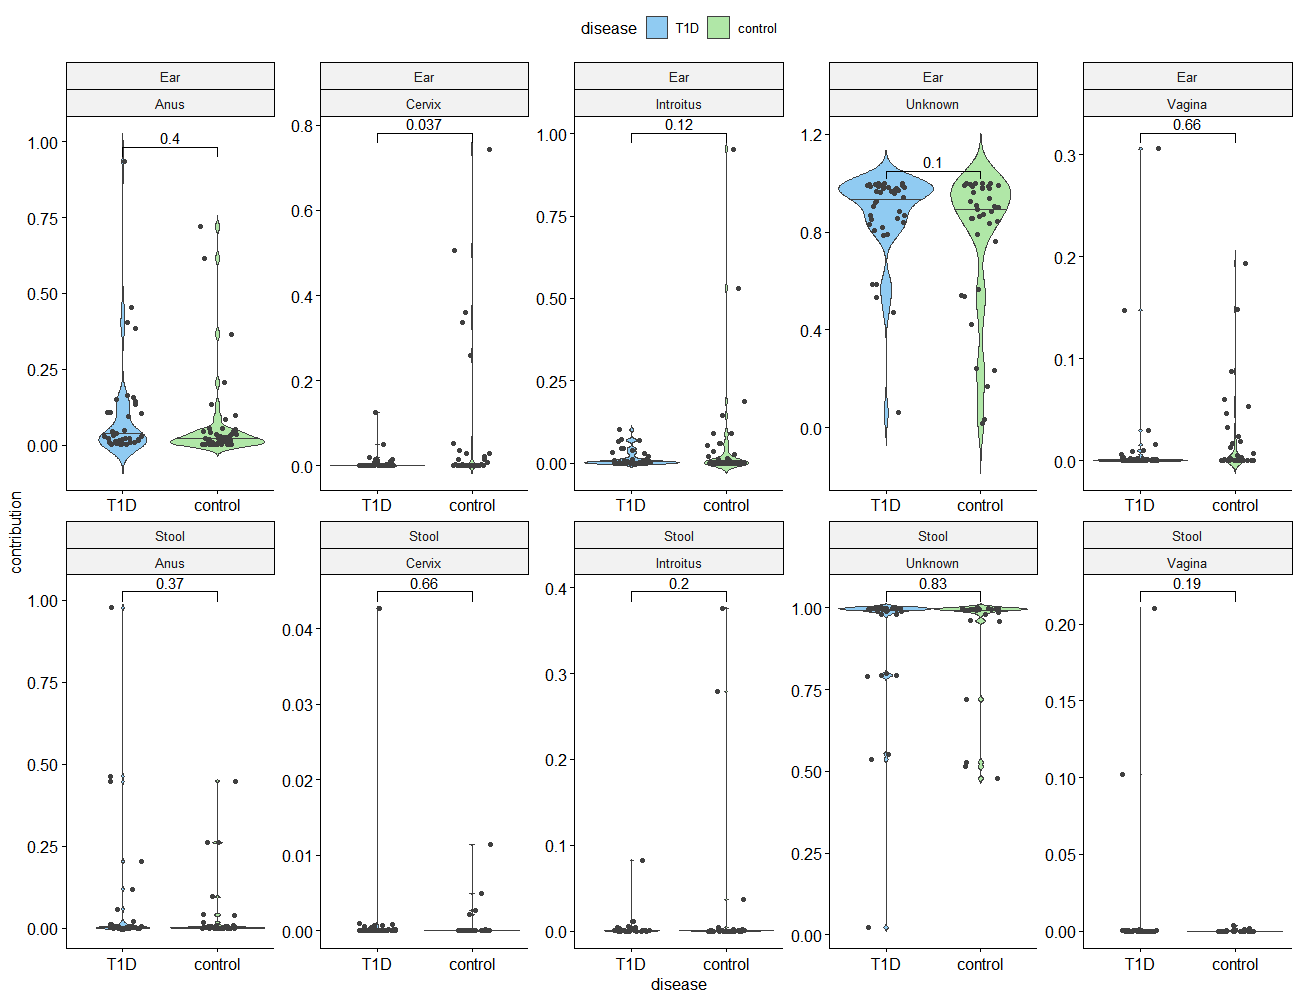 disease T1D control
Ear Ear Ear Ear Ear
Anus Cervix Introitus Unknown Vagina
0.4 0.037 0.12 0.1 0.66
1.00 0.8 1.00 1.2 0.3
0.75 0.6 0.75 0.8 0.2
0.50 0.4 0.50 0.4 0.1
0.25 0.2 0.25 0.0 0.0
0.00 0.0 0.00
T1D control T1D control T1D control T1D control T1D control
contribution
Stool Stool Stool Stool Stool
Anus Cervix Introitus Unknown Vagina
0.37 0.66 0.2 0.83 0.19
1.00 0.04 0.4 1.00 0.20
0.75 0.03 0.3 0.75 0.15
0.50 0.02 0.2 0.50 0.10
0.25 0.01 0.1 0.25 0.05
0.00 0.00 0.0 0.00 0.00
T1D control T1D control T1D control T1D control T1D control
disease